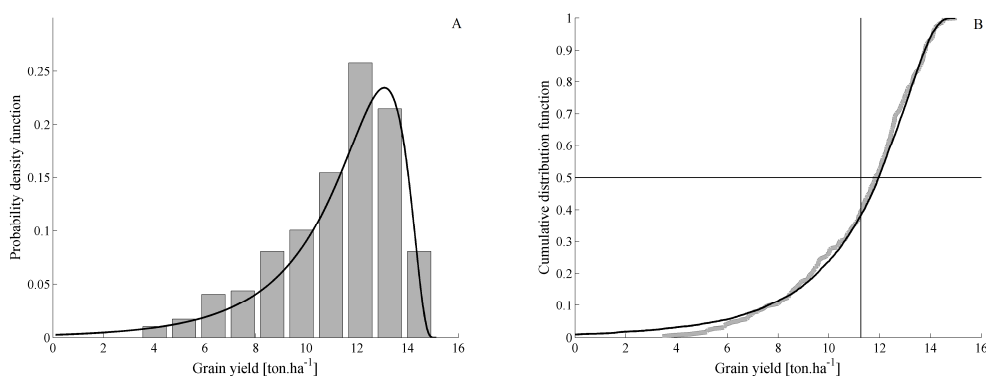 A
Probability density function
0.25
0.2
0.15
0.1
0.05
0
0 2 4 6 8 10 12 14 16
Grain yield [ton.ha-1]
B
Cumulative distribution function
1
0.9
0.8
0.7
0.6
0.5
0.4
0.3
0.2
0.1
0
0 2 4 6 8 10 12 14 16
Grain yield [ton.ha-1]